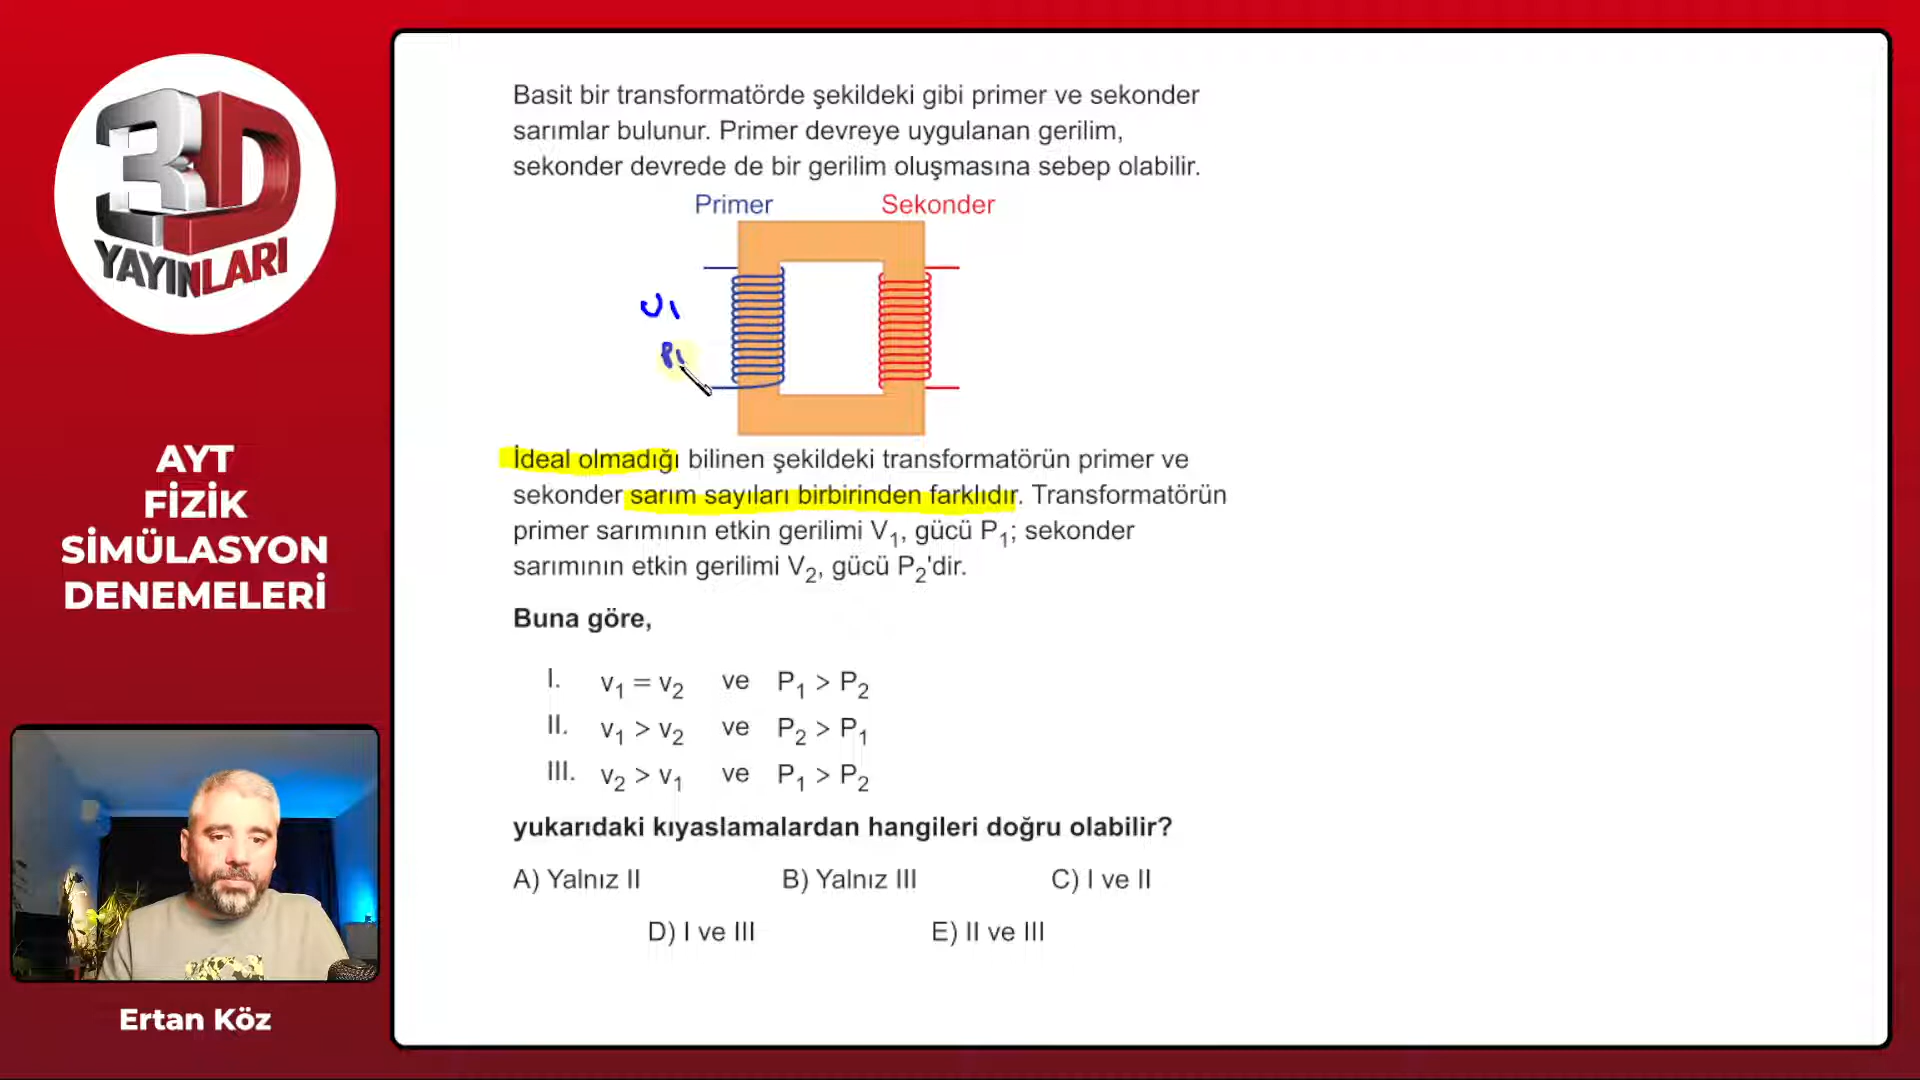 3D
YAYINLARI
AYT
FİZİK
SİMÜLASYON
DENEMELERİ
Ertan Köz
Basit bir transformatörde şekildeki gibi primer ve sekonder
sarımlar bulunur. Primer devreye uygulanan gerilim,
sekonder devrede de bir gerilim oluşmasına sebep olabilir.
Primer Sekonder
U1
P1
İdeal olmadığı bilinen şekildeki transformatörün primer ve
sekonder sarım sayıları birbirinden farklıdır. Transformatörün
primer sarımının etkin gerilimi V₁, gücü P₁; sekonder
sarımının etkin gerilimi V₂, gücü P₂'dir.
Buna göre,
I. v₁ = v₂ ve P₁ > P₂
II. v₁ > v₂ ve P₂ > P₁
III. v₂ > v₁ ve P₁ > P₂
yukarıdaki kıyaslamalardan hangileri doğru olabilir?
A) Yalnız II B) Yalnız III C) I ve II
D) I ve III E) II ve III